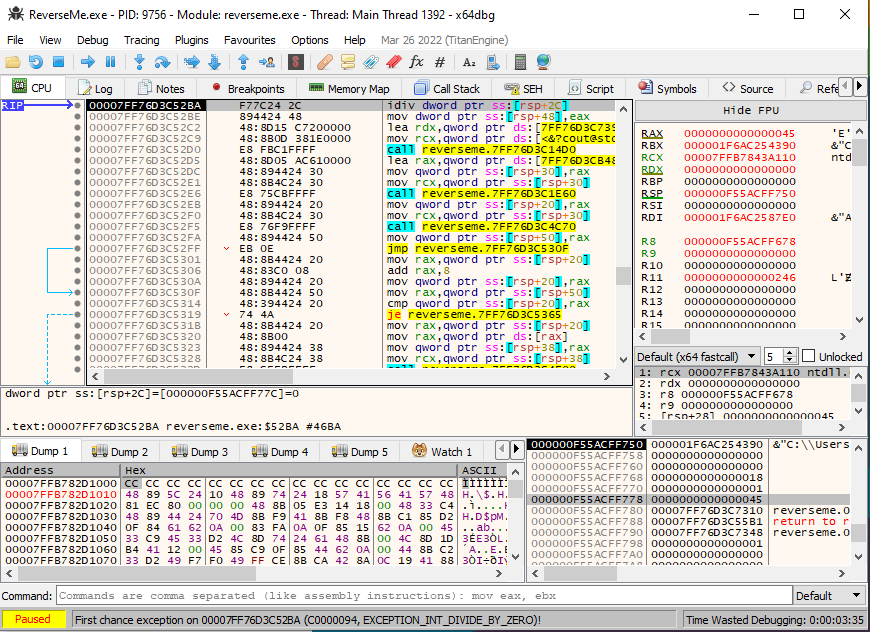 ReverseMe.exe - PID: 9756 - Module: reverseme.exe - Thread: Main Thread 1392 - x64dbg
File View Debug Tracing Plugins Favourites Options Help Mar 26 2022 (TitanEngine)
CPU Log Notes Breakpoints Memory Map Call Stack SEH Script Symbols Source Refe
RIP
00007FF76D3C52BA F77C24 2C idiv dword ptr ss:[rsp+2C]
00007FF76D3C52BE 894424 48 mov dword ptr ss:[rsp+48],eax
00007FF76D3C52C2 48:8D15 C7200000 lea rdx,qword ptr ds:[7FF76D3C739
00007FF76D3C52C9 48:8B0D 381E0000 mov rcx,qword ptr ds:[<&?cout@std
00007FF76D3C52D0 E8 FBC1FFFF call reverseme.7FF76D3C14D0
00007FF76D3C52D5 48:8D05 AC610000 lea rax,qword ptr ds:[7FF76D3CB48
00007FF76D3C52DC 48:894424 30 mov qword ptr ss:[rsp+30],rax
00007FF76D3C52E1 48:8B4C24 30 mov rcx,qword ptr ss:[rsp+30]
00007FF76D3C52E6 E8 75CBFFFF call reverseme.7FF76D3C1E60
00007FF76D3C52EB 48:894424 20 mov qword ptr ss:[rsp+20],rax
00007FF76D3C52F0 48:8B4C24 30 mov rcx,qword ptr ss:[rsp+30]
00007FF76D3C52F5 E8 76F9FFFF call reverseme.7FF76D3C4C70
00007FF76D3C52FA 48:894424 50 mov qword ptr ss:[rsp+50],rax
00007FF76D3C52FF EB 0E jmp reverseme.7FF76D3C530F
00007FF76D3C5301 48:8B4424 20 mov rax,qword ptr ss:[rsp+20]
00007FF76D3C5306 48:83C0 08 add rax,8
00007FF76D3C530A 48:894424 20 mov qword ptr ss:[rsp+20],rax
00007FF76D3C530F 48:8B4424 50 mov rax,qword ptr ss:[rsp+50]
00007FF76D3C5314 48:394424 20 cmp qword ptr ss:[rsp+20],rax
00007FF76D3C5319 74 4A je reverseme.7FF76D3C5365
00007FF76D3C531B 48:8B4424 20 mov rax,qword ptr ss:[rsp+20]
00007FF76D3C5320 48:8B00 mov rax,qword ptr ds:[rax]
00007FF76D3C5323 48:894424 38 mov qword ptr ss:[rsp+38],rax
00007FF76D3C5328 48:8B4C24 38 mov rcx,qword ptr ss:[rsp+38]
Hide FPU
RAX 0000000000000045 'E'
RBX 000001F6AC254390 &"C
RCX 00007FFB7843A110 ntd
RDX 0000000000000000
RBP 0000000000000000
RSP 000000F55ACFF750
RSI 0000000000000000
RDI 000001F6AC2587E0 &"A
R8 000000F55ACFF678
R9 0000000000000000
R10 0000000000000000
R11 0000000000000246
R12 0000000000000000
R13 0000000000000000
R14 0000000000000000
R15 0000000000000000
Default (x64 fastcall) 5 Unlocked
1: rcx 00007FFB7843A110 ntdll.
2: rdx 0000000000000000
3: r8 000000F55ACFF678
4: r9 0000000000000000
5: [rsp+28] 0000000000000045
dword ptr ss:[rsp+2C]=[000000F55ACFF77C]=0
.text:00007FF76D3C52BA reverseme.exe:$52BA #46BA
Dump 1 Dump 2 Dump 3 Dump 4 Dump 5 Watch 1
Address Hex ASCII
00007FFB782D1000 CC CC CC CC CC CC CC CC CC CC CC CC CC CC CC CC
00007FFB782D1010 48 89 5C 24 10 48 89 74 24 18 57 41 56 41 57 48
00007FFB782D1020 81 EC 80 00 00 00 48 8B 05 E3 14 18 00 48 33 C4
00007FFB782D1030 48 89 44 24 70 4D 8B F9 41 8B F8 48 8B C1 85 D2
00007FFB782D1040 0F 84 61 62 0A 00 83 FA 0A 0F 85 15 62 0A 00 45
00007FFB782D1050 33 C9 45 33 D2 4C 8D 74 24 61 48 8B 00 4C 8D 1D
00007FFB782D1060 B4 41 12 00 45 85 C9 0F 85 44 62 0A 00 44 8B C2
00007FFB782D1070 33 D2 49 F7 F0 49 FF CE 8B CA 42 8A 0C 19 41 88
000000F55ACFF750 000001F6AC254390 &"C:\\Users
000000F55ACFF758 0000000000000000
000000F55ACFF760 0000000000000000
000000F55ACFF768 0000000000000018
000000F55ACFF770 0000000000000001
000000F55ACFF778 0000000000000045
000000F55ACFF780 00007FF76D3C7310 reverseme.0
000000F55ACFF788 00007FF76D3C55B1 return to r
000000F55ACFF790 00007FF76D3C7348 reverseme.0
000000F55ACFF798 0000000000000001
000000F55ACFF7A0 0000000000000000
Command: Commands are comma separated (like assembly instructions): mov eax, ebx Default
Paused First chance exception on 00007FF76D3C52BA (C0000094, EXCEPTION_INT_DIVIDE_BY_ZERO)! Time Wasted Debugging: 0:00:03:35